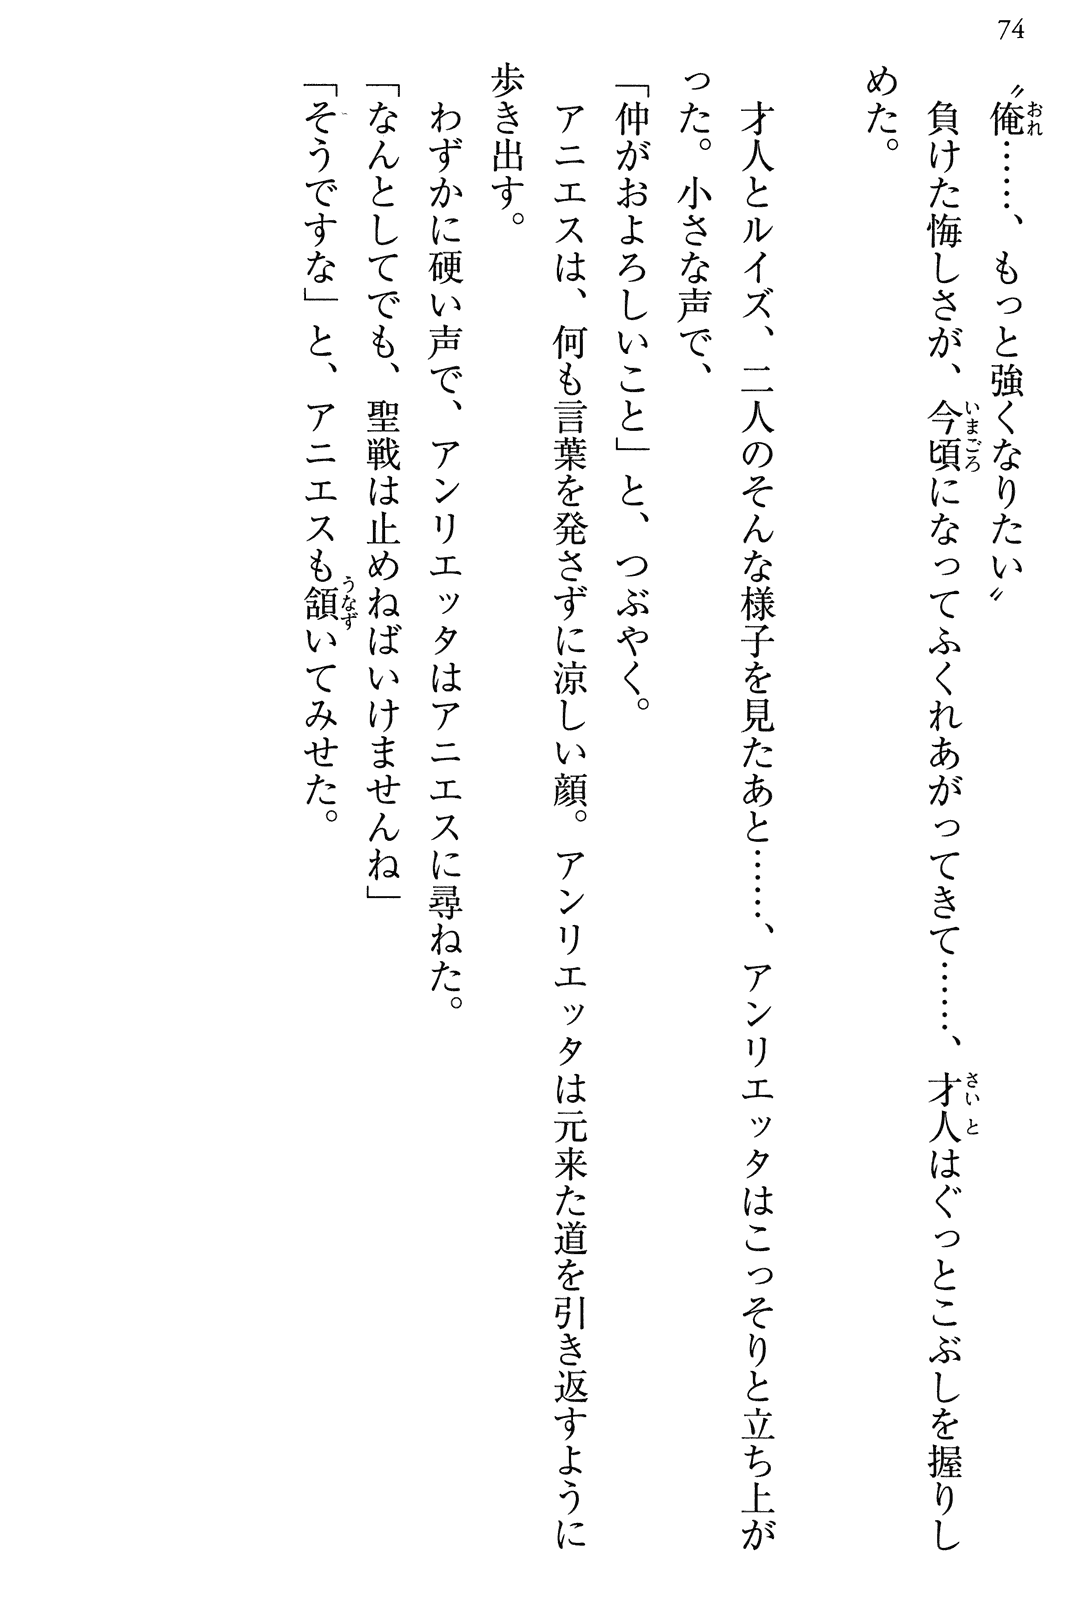 74
〝俺……、もっと強くなりたい〟
負けた悔しさが、今頃になってふくれあがってきて……、才人はぐっとこぶしを握りし
めた。
才人とルイズ、二人のそんな様子を見たあと……、アンリエッタはこっそりと立ち上が
った。小さな声で、
「仲がおよろしいこと」と、つぶやく。
アニエスは、何も言葉を発さずに涼しい顔。アンリエッタは元来た道を引き返すように
歩き出す。
わずかに硬い声で、アンリエッタはアニエスに尋ねた。
「なんとしてでも、聖戦は止めねばいけませんね」
「そうですな」と、アニエスも頷いてみせた。